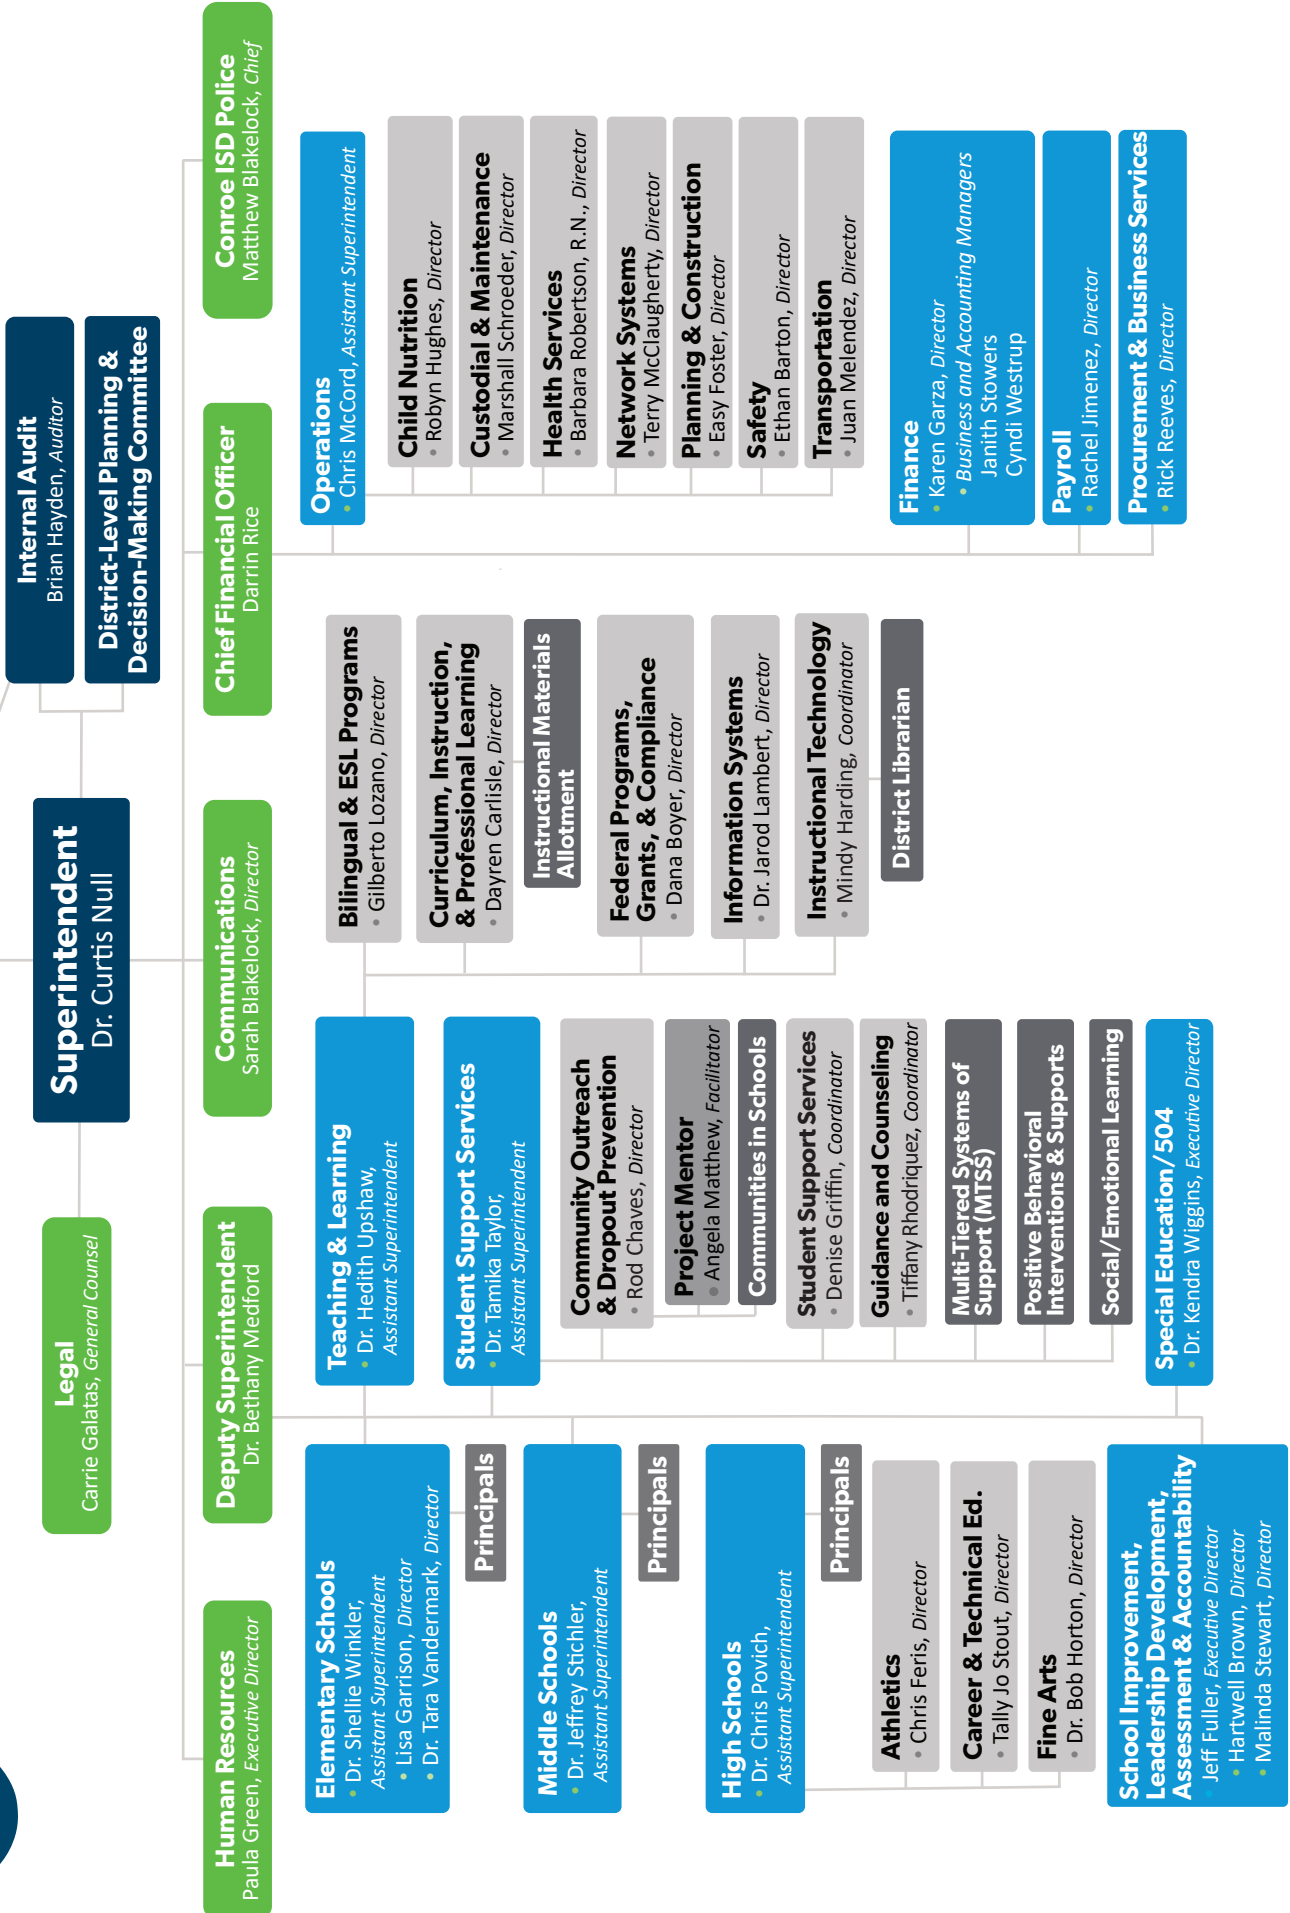 Internal Audit
Brian Hayden, Auditor
District-Level Planning &
Decision-Making Committee
Superintendent
Dr. Curtis Null
Legal
Carrie Galatas, General Counsel
Human Resources
Paula Green, Executive Director
Deputy Superintendent
Dr. Bethany Medford
Communications
Sarah Blakelock, Director
Chief Financial Officer
Darrin Rice
Conroe ISD Police
Matthew Blakelock, Chief
Elementary Schools
• Dr. Shellie Winkler,
Assistant Superintendent
• Lisa Garrison, Director
• Dr. Tara Vandermark, Director
Principals
Middle Schools
• Dr. Jeffrey Stichler,
Assistant Superintendent
Principals
High Schools
• Dr. Chris Povich,
Assistant Superintendent
Principals
Athletics
• Chris Feris, Director
Career & Technical Ed.
• Tally Jo Stout, Director
Fine Arts
• Dr. Bob Horton, Director
School Improvement,
Leadership Development,
Assessment & Accountability
• Jeff Fuller, Executive Director
• Hartwell Brown, Director
• Malinda Stewart, Director
Teaching & Learning
• Dr. Hedith Upshaw,
Assistant Superintendent
Student Support Services
• Dr. Tamika Taylor,
Assistant Superintendent
Community Outreach
& Dropout Prevention
• Rod Chaves, Director
Project Mentor
• Angela Matthew, Facilitator
Communities in Schools
Student Support Services
• Denise Griffin, Coordinator
Guidance and Counseling
• Tiffany Rhodriquez, Coordinator
Multi-Tiered Systems of
Support (MTSS)
Positive Behavioral
Interventions & Supports
Social/Emotional Learning
Special Education/504
• Dr. Kendra Wiggins, Executive Director
Bilingual & ESL Programs
• Gilberto Lozano, Director
Curriculum, Instruction,
& Professional Learning
• Dayren Carlisle, Director
Instructional Materials
Allotment
Federal Programs,
Grants, & Compliance
• Dana Boyer, Director
Information Systems
• Dr. Jarod Lambert, Director
Instructional Technology
• Mindy Harding, Coordinator
District Librarian
Operations
• Chris McCord, Assistant Superintendent
Child Nutrition
• Robyn Hughes, Director
Custodial & Maintenance
• Marshall Schroeder, Director
Health Services
• Barbara Robertson, R.N., Director
Network Systems
• Terry McClaugherty, Director
Planning & Construction
• Easy Foster, Director
Safety
• Ethan Barton, Director
Transportation
• Juan Melendez, Director
Finance
• Karen Garza, Director
• Business and Accounting Managers
Janith Stowers
Cyndi Westrup
Payroll
• Rachel Jimenez, Director
Procurement & Business Services
• Rick Reeves, Director